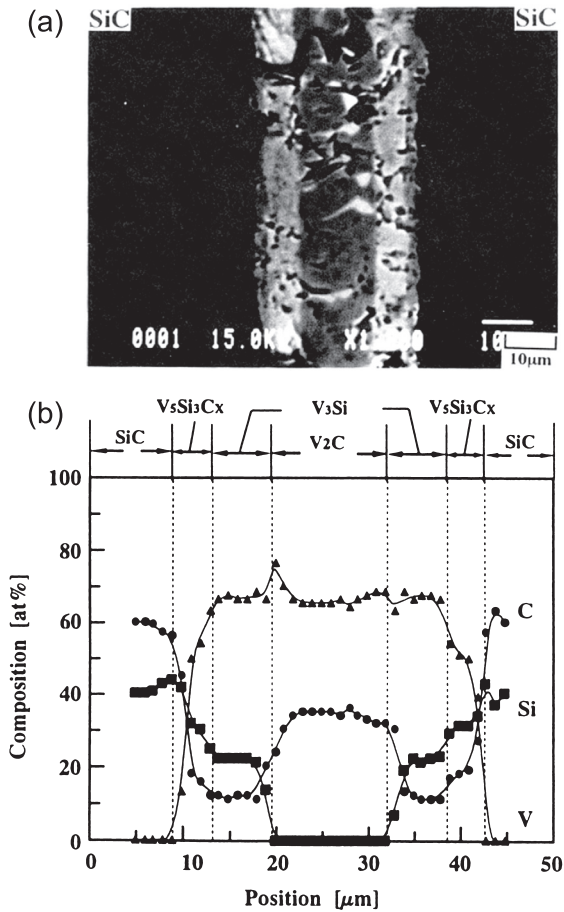 (a)
SiC SiC
0001 15.0K
10μm
(b)
V₅Si₃Cx V₃Si V₅Si₃Cx
SiC V₂C SiC
100
80
60
40
20
0
Composition [at%]
C
Si
V
0 10 20 30 40 50
Position [μm]